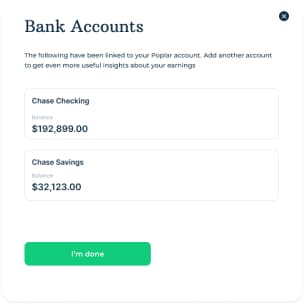 Bank Accounts
The following have been linked to your Poplar account. Add another account
to get even more useful insights about your earnings
Chase Checking
Balance
$192,899.00
Chase Savings
Balance
$32,123.00
I'm done